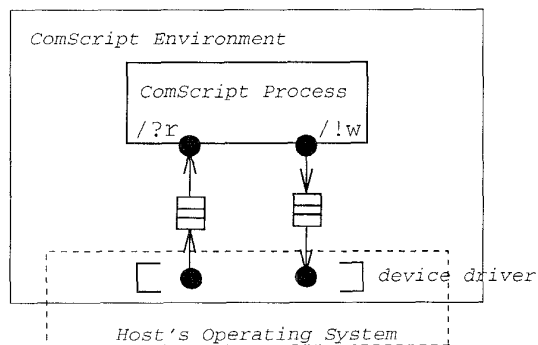 ComScript Environment
ComScript Process
/?r /!w
device driver
Host's Operating System